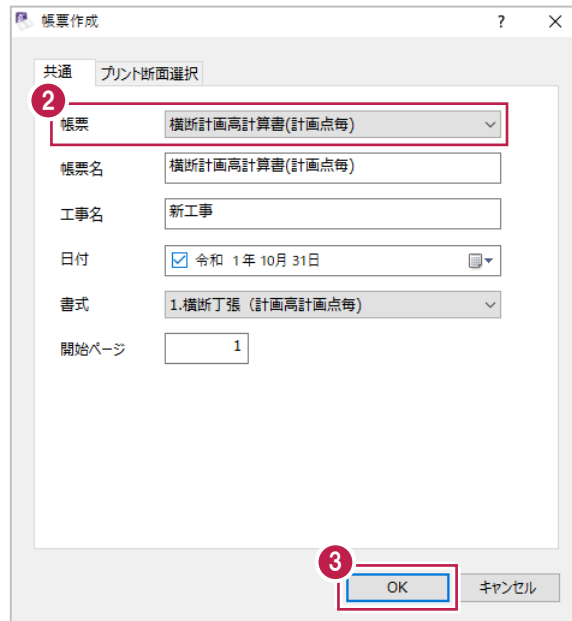 帳票作成
? ×
共通 プリント断面選択
2
帳票 横断計画高計算書(計画点毎)
帳票名 横断計画高計算書(計画点毎)
工事名 新工事
日付 令和 1年 10月 31日
書式 1.横断丁張（計画高計画点毎)
開始ページ 1
3
OK キャンセル